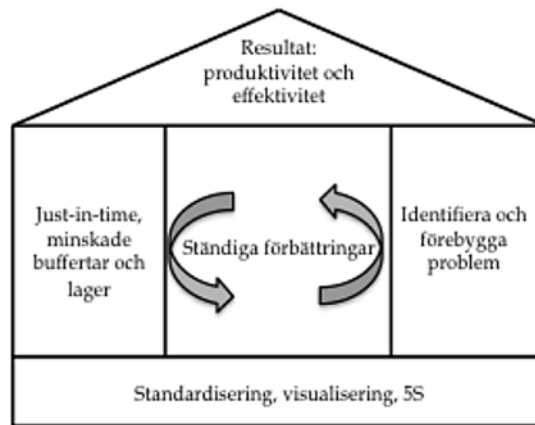 Resultat:
produktivitet och
effektivitet
Just-in-time,
minskade
buffertar och
lager
Ständiga förbättringar
Identifiera och
förebygga
problem
Standardisering, visualisering, 5S